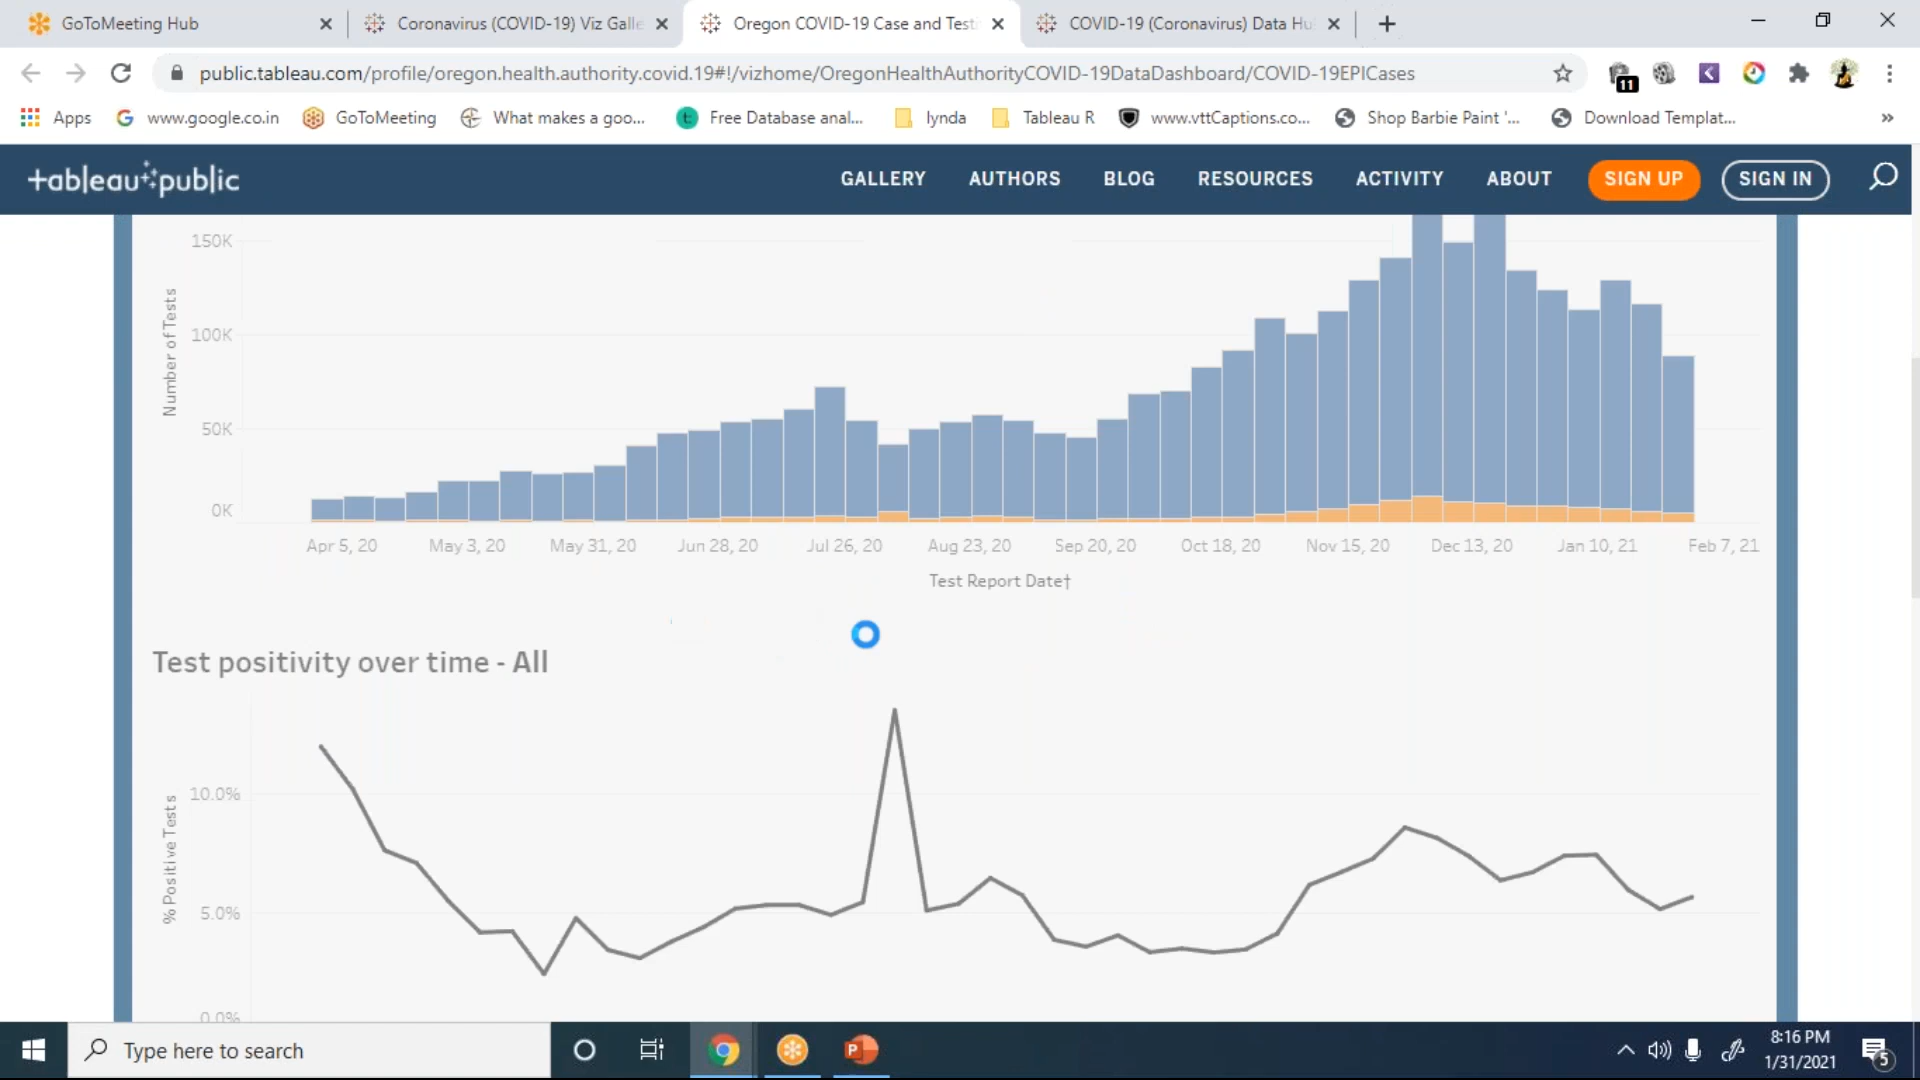 GoToMeeting Hub
Coronavirus (COVID-19) Viz Galle
Oregon COVID-19 Case and Testi
COVID-19 (Coronavirus) Data Hu
public.tableau.com/profile/oregon.health.authority.covid.19#!/vizhome/OregonHealthAuthorityCOVID-19DataDashboard/COVID-19EPICases
11
Apps
www.google.co.in
GoToMeeting
What makes a goo...
Free Database anal...
lynda
Tableau R
www.vttCaptions.co...
Shop Barbie Paint '...
Download Templat...
»
+ableau public
GALLERY
AUTHORS
BLOG
RESOURCES
ACTIVITY
ABOUT
SIGN UP
SIGN IN
150K
100K
50K
0K
Number of Tests
Apr 5, 20
May 3, 20
May 31, 20
Jun 28, 20
Jul 26, 20
Aug 23, 20
Sep 20, 20
Oct 18, 20
Nov 15, 20
Dec 13, 20
Jan 10, 21
Feb 7, 21
Test Report Date†
Test positivity over time - All
10.0%
5.0%
0.0%
% Positive Tests
Type here to search
8:16 PM
1/31/2021
5